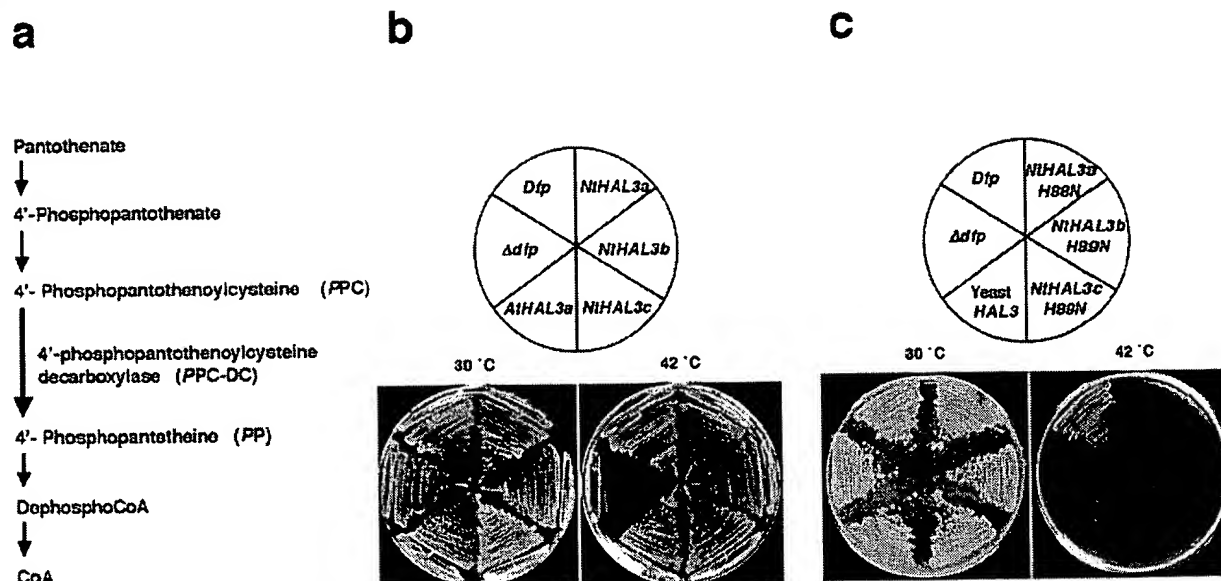 a
Pantothenate
4'-Phosphopantothenate
4'- Phosphopantothenoylcysteine (PPC)
4'-phosphopantothenoylcysteine
decarboxylase (PPC-DC)
4'- Phosphopantetheine (PP)
DephosphoCoA
CoA
b
Dfp
NtHAL3a
Δdfp
NtHAL3b
AtHAL3a
NtHAL3c
30 ˚C
42 ˚C
c
Dfp
NtHAL3a
H88N
Δdfp
NtHAL3b
H89N
Yeast
HAL3
NtHAL3c
H89N
30 ˚C
42 ˚C